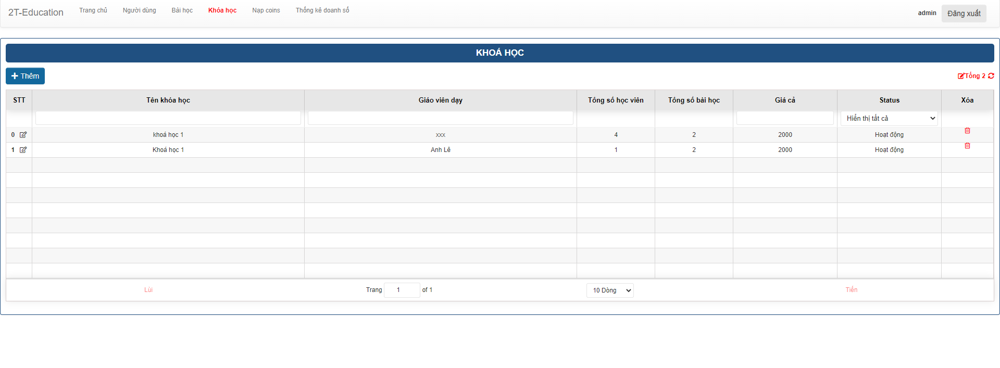 2T-Education Trang chủ Người dùng Bài học Khóa học Nạp coins Thống kê doanh số admin Đăng xuất
KHOÁ HỌC
Thêm Tổng 2
STT Tên khóa học Giáo viên dạy Tổng số học viên Tổng số bài học Giá cả Status Xóa
Hiển thị tất cả
0 khoá học 1 xxx 4 2 2000 Hoạt động
1 Khoá học 1 Anh Lê 1 2 2000 Hoạt động
Lùi Trang 1 of 1 10 Dòng Tiến